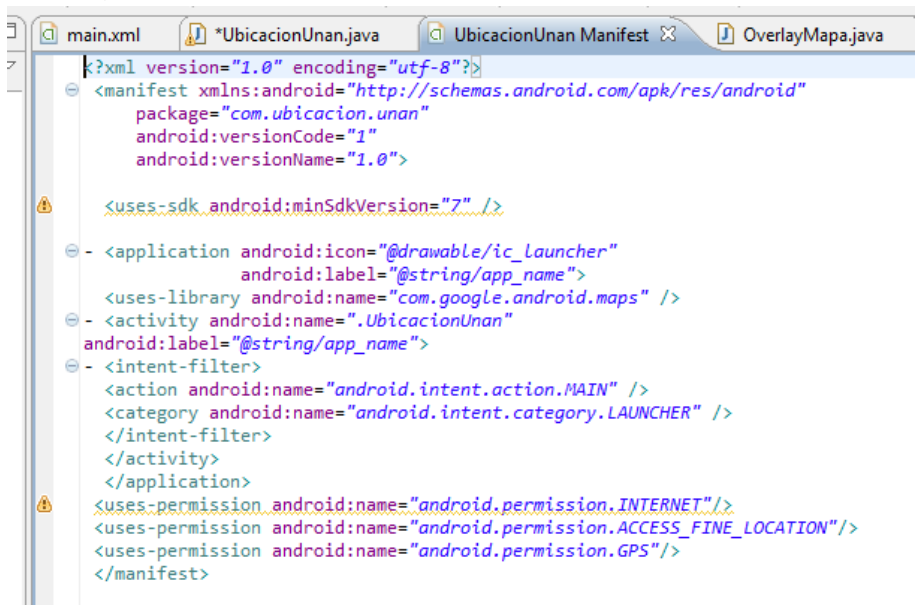 main.xml *UbicacionUnan.java UbicacionUnan Manifest OverlayMapa.java
<?xml version="1.0" encoding="utf-8"?>
<manifest xmlns:android="http://schemas.android.com/apk/res/android"
package="com.ubicacion.unan"
android:versionCode="1"
android:versionName="1.0">
<uses-sdk android:minSdkVersion="7" />
- <application android:icon="@drawable/ic_launcher"
android:label="@string/app_name">
<uses-library android:name="com.google.android.maps" />
- <activity android:name=".UbicacionUnan"
android:label="@string/app_name">
- <intent-filter>
<action android:name="android.intent.action.MAIN" />
<category android:name="android.intent.category.LAUNCHER" />
</intent-filter>
</activity>
</application>
<uses-permission android:name="android.permission.INTERNET"/>
<uses-permission android:name="android.permission.ACCESS_FINE_LOCATION"/>
<uses-permission android:name="android.permission.GPS"/>
</manifest>